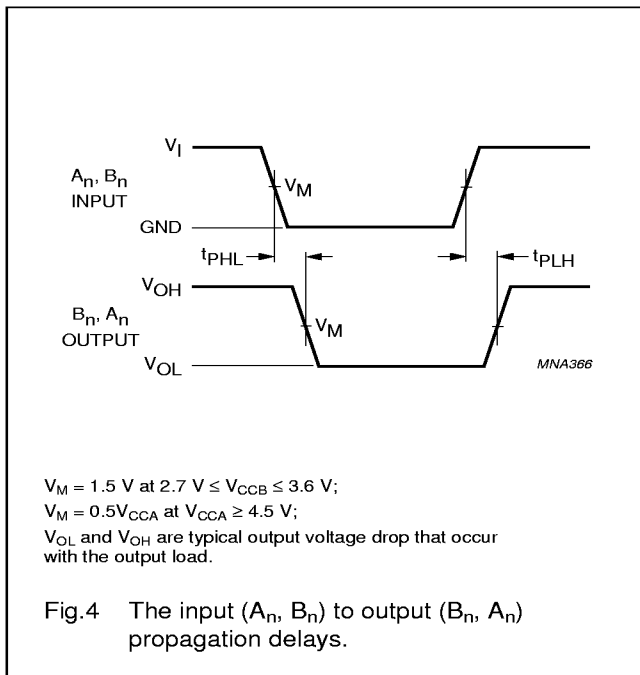 V_I
A_n, B_n
INPUT
V_M
GND
t_PHL
t_PLH
V_OH
B_n, A_n
OUTPUT
V_M
V_OL
MNA366
V_M = 1.5 V at 2.7 V ≤ V_CCB ≤ 3.6 V;
V_M = 0.5V_CCA at V_CCA ≥ 4.5 V;
V_OL and V_OH are typical output voltage drop that occur
with the output load.
Fig.4 The input (A_n, B_n) to output (B_n, A_n)
propagation delays.